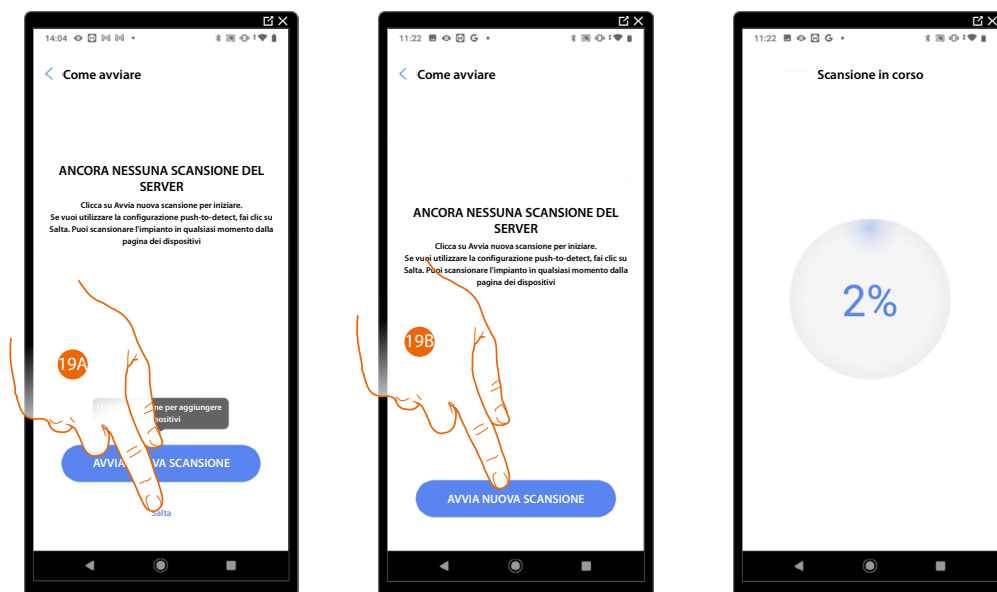 14:04
Come avviare
ANCORA NESSUNA SCANSIONE DEL
SERVER
Clicca su Avvia nuova scansione per iniziare.
Se vuoi utilizzare la configurazione push-to-detect, fai clic su
Salta. Puoi scansionare l'impianto in qualsiasi momento dalla
pagina dei dispositivi
19A
per aggiungere
AVVIA SCANSIONE
Salta
11:22
Come avviare
ANCORA NESSUNA SCANSIONE DEL
SERVER
Clicca su Avvia nuova scansione per iniziare.
Se vuoi utilizzare la configurazione push-to-detect, fai clic su
Salta. Puoi scansionare l'impianto in qualsiasi momento dalla
pagina dei dispositivi
19B
AVVIA NUOVA SCANSIONE
11:22
Scansione in corso
2%